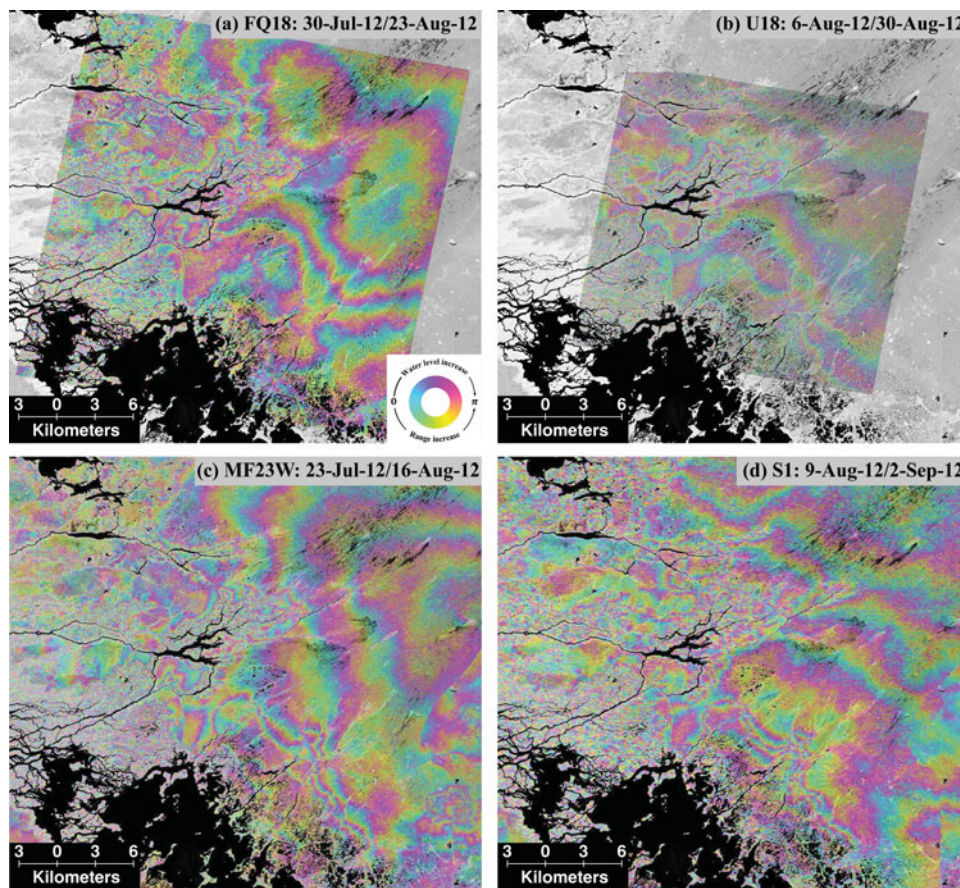 (a) FQ18: 30-Jul-12/23-Aug-12
(b) U18: 6-Aug-12/30-Aug-12
Water level increase
0 π
Range increase
3 0 3 6
Kilometers
3 0 3 6
Kilometers
(c) MF23W: 23-Jul-12/16-Aug-12
(d) S1: 9-Aug-12/2-Sep-12
3 0 3 6
Kilometers
3 0 3 6
Kilometers